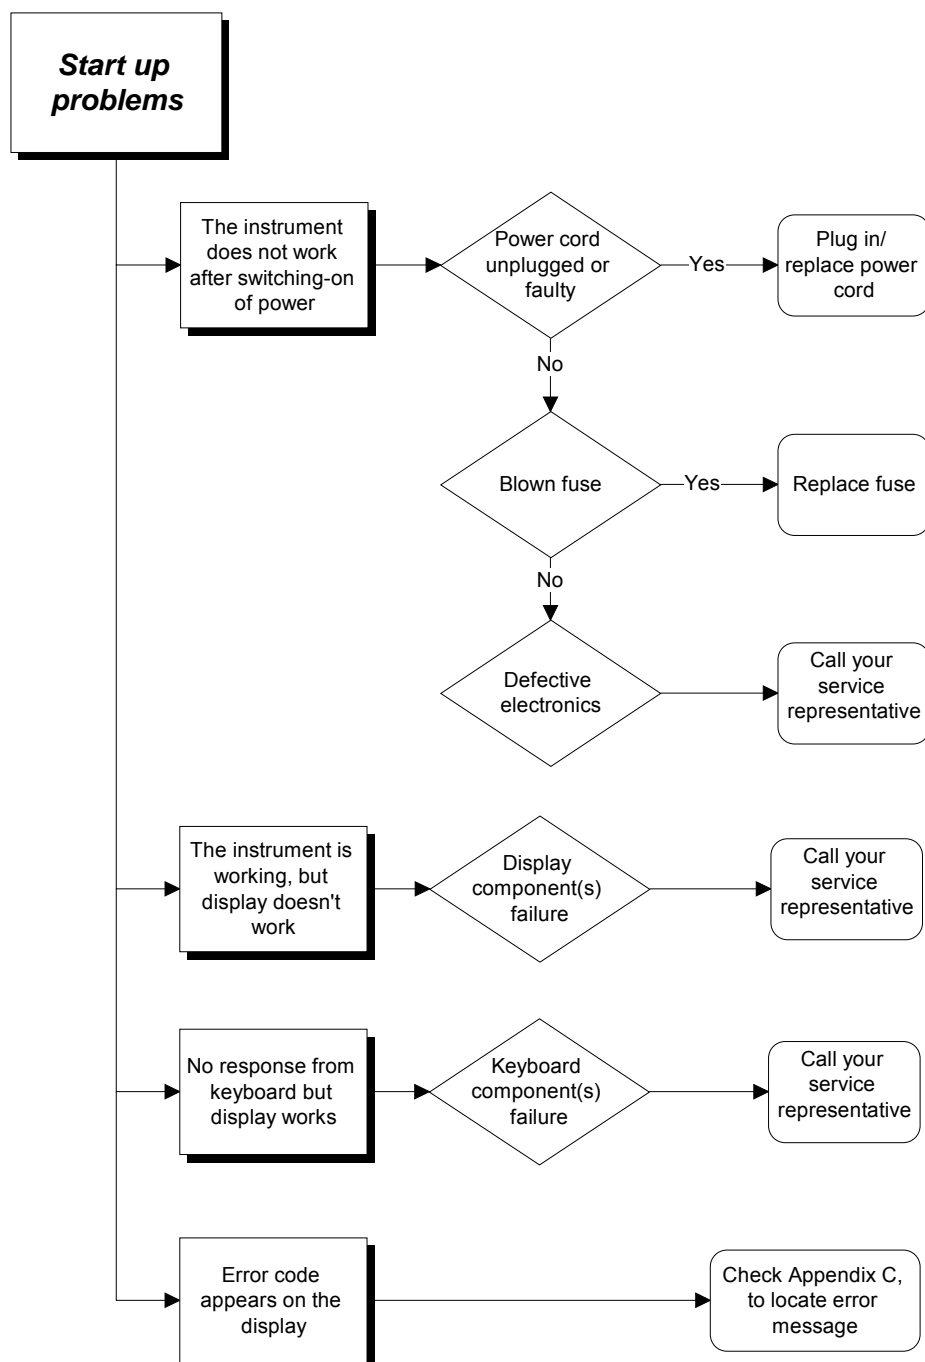 Start up
problems
The instrument
does not work
after switching-on
of power
Power cord
unplugged or
faulty
Yes
Plug in/
replace power
cord
No
Blown fuse
Yes
Replace fuse
No
Defective
electronics
Call your
service
representative
The instrument is
working, but
display doesn't
work
Display
component(s)
failure
Call your
service
representative
No response from
keyboard but
display works
Keyboard
component(s)
failure
Call your
service
representative
Error code
appears on the
display
Check Appendix C,
to locate error
message